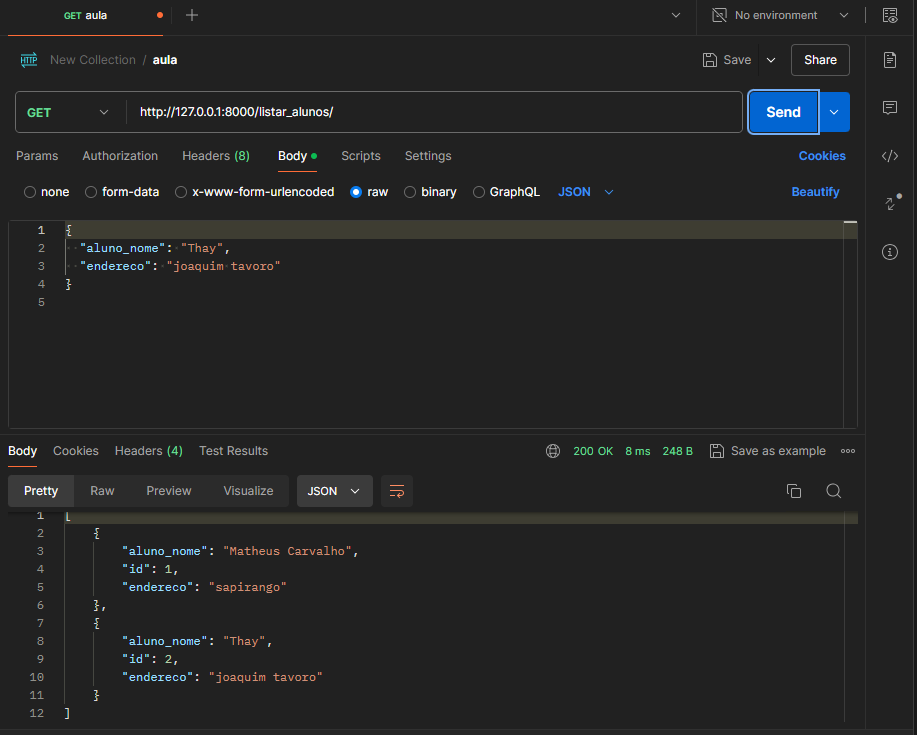 GET aula
No environment
HTTP New Collection / aula Save Share
GET http://127.0.0.1:8000/listar_alunos/ Send
Params Authorization Headers (8) Body Scripts Settings Cookies
none form-data x-www-form-urlencoded raw binary GraphQL JSON Beautify
1 {
2 "aluno_nome": "Thay",
3 "endereco": "joaquim tavoro"
4 }
5
Body Cookies Headers (4) Test Results 200 OK 8 ms 248 B Save as example
Pretty Raw Preview Visualize JSON
1 [
2 {
3 "aluno_nome": "Matheus Carvalho",
4 "id": 1,
5 "endereco": "sapirango"
6 },
7 {
8 "aluno_nome": "Thay",
9 "id": 2,
10 "endereco": "joaquim tavoro"
11 }
12 ]